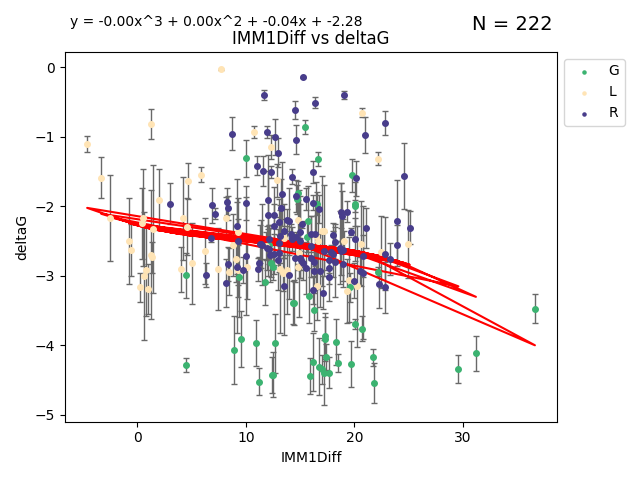 y = -0.00x^3 + 0.00x^2 + -0.04x + -2.28
N = 222
IMM1Diff vs deltaG
G
L
R
0
−1
−2
−3
−4
−5
deltaG
0 10 20 30
IMM1Diff